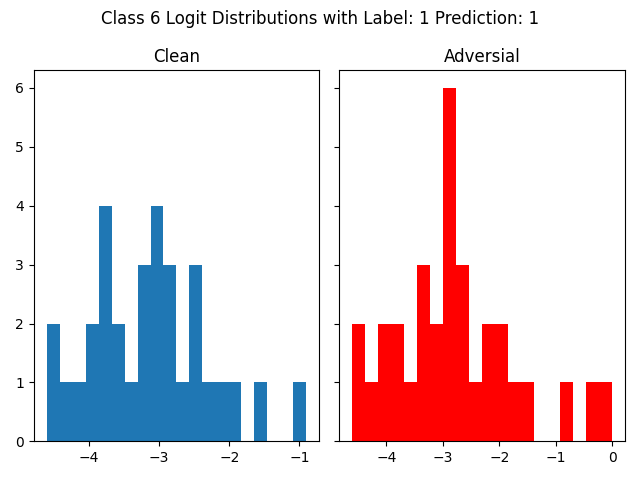 Class 6 Logit Distributions with Label: 1 Prediction: 1
Clean
Adversial
6
5
4
3
2
1
0
−4 −3 −2 −1
−4 −3 −2 −1 0